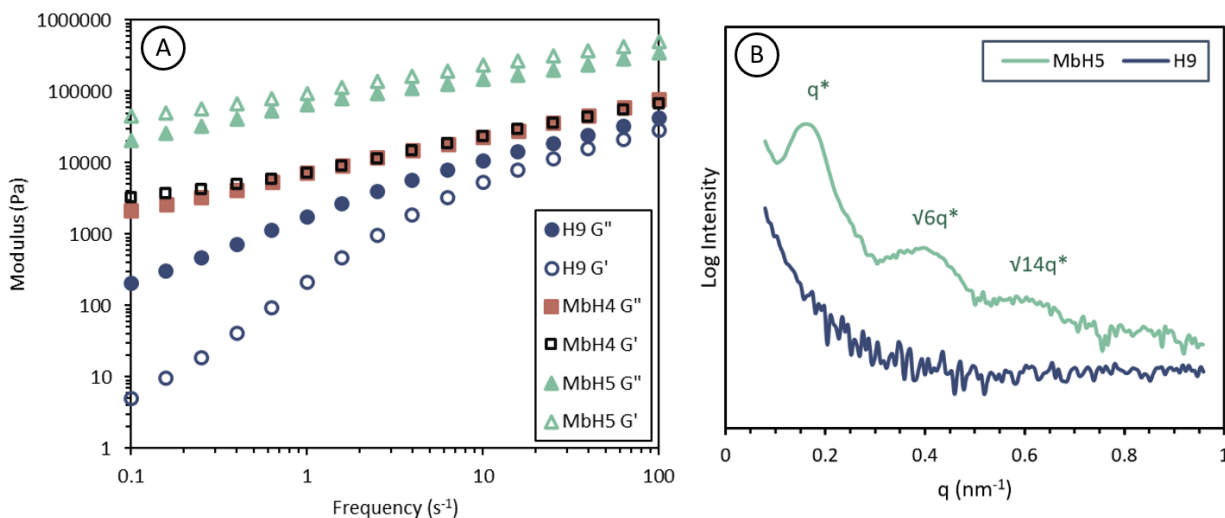 A
1000000
100000
10000
1000
100
10
1
Modulus (Pa)
0.1
1
10
100
Frequency (s⁻¹)
H9 G"
H9 G'
MbH4 G"
MbH4 G'
MbH5 G"
MbH5 G'
B
MbH5
H9
q*
√6q*
√14q*
Log Intensity
0
0.2
0.4
0.6
0.8
1
q (nm⁻¹)